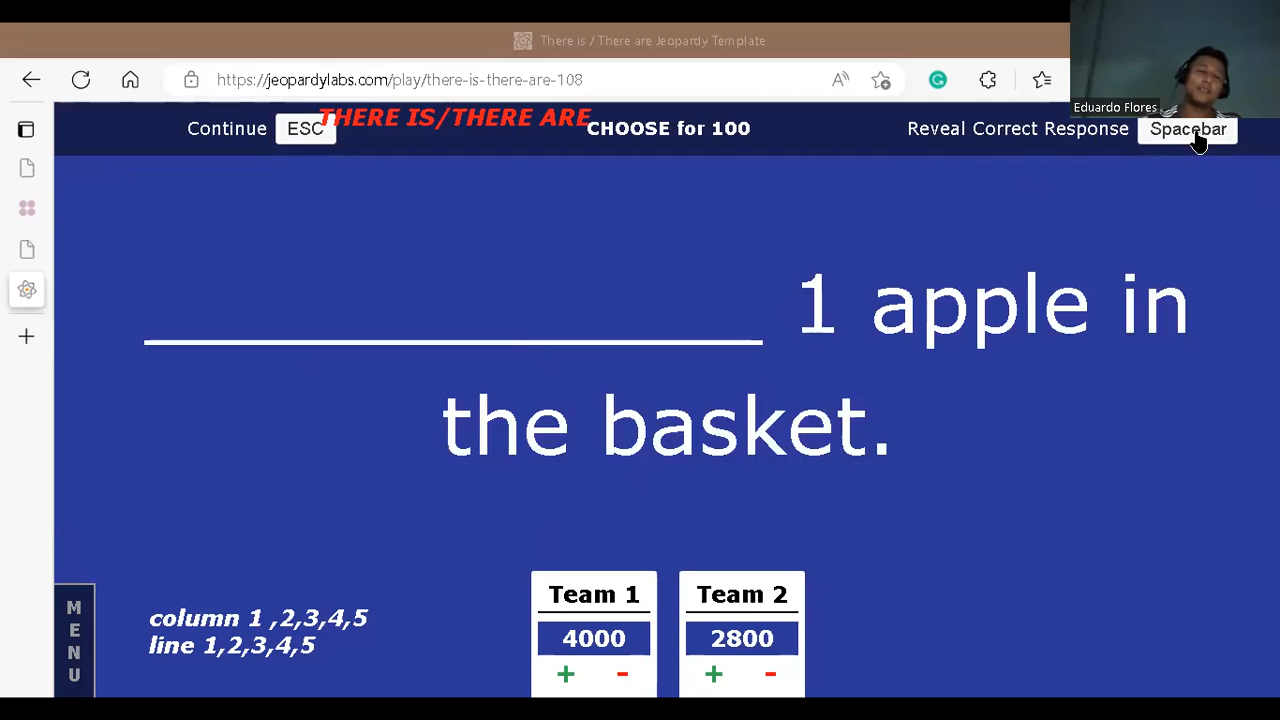 There is / There are Jeopardy Template
https://jeopardylabs.com/play/there-is-there-are-108
Eduardo Flores
Continue ESC
THERE IS/THERE ARE
CHOOSE for 100
Reveal Correct Response Spacebar
1 apple in
the basket.
MENU
column 1 ,2,3,4,5
line 1,2,3,4,5
Team 1
4000
+ -
Team 2
2800
+ -